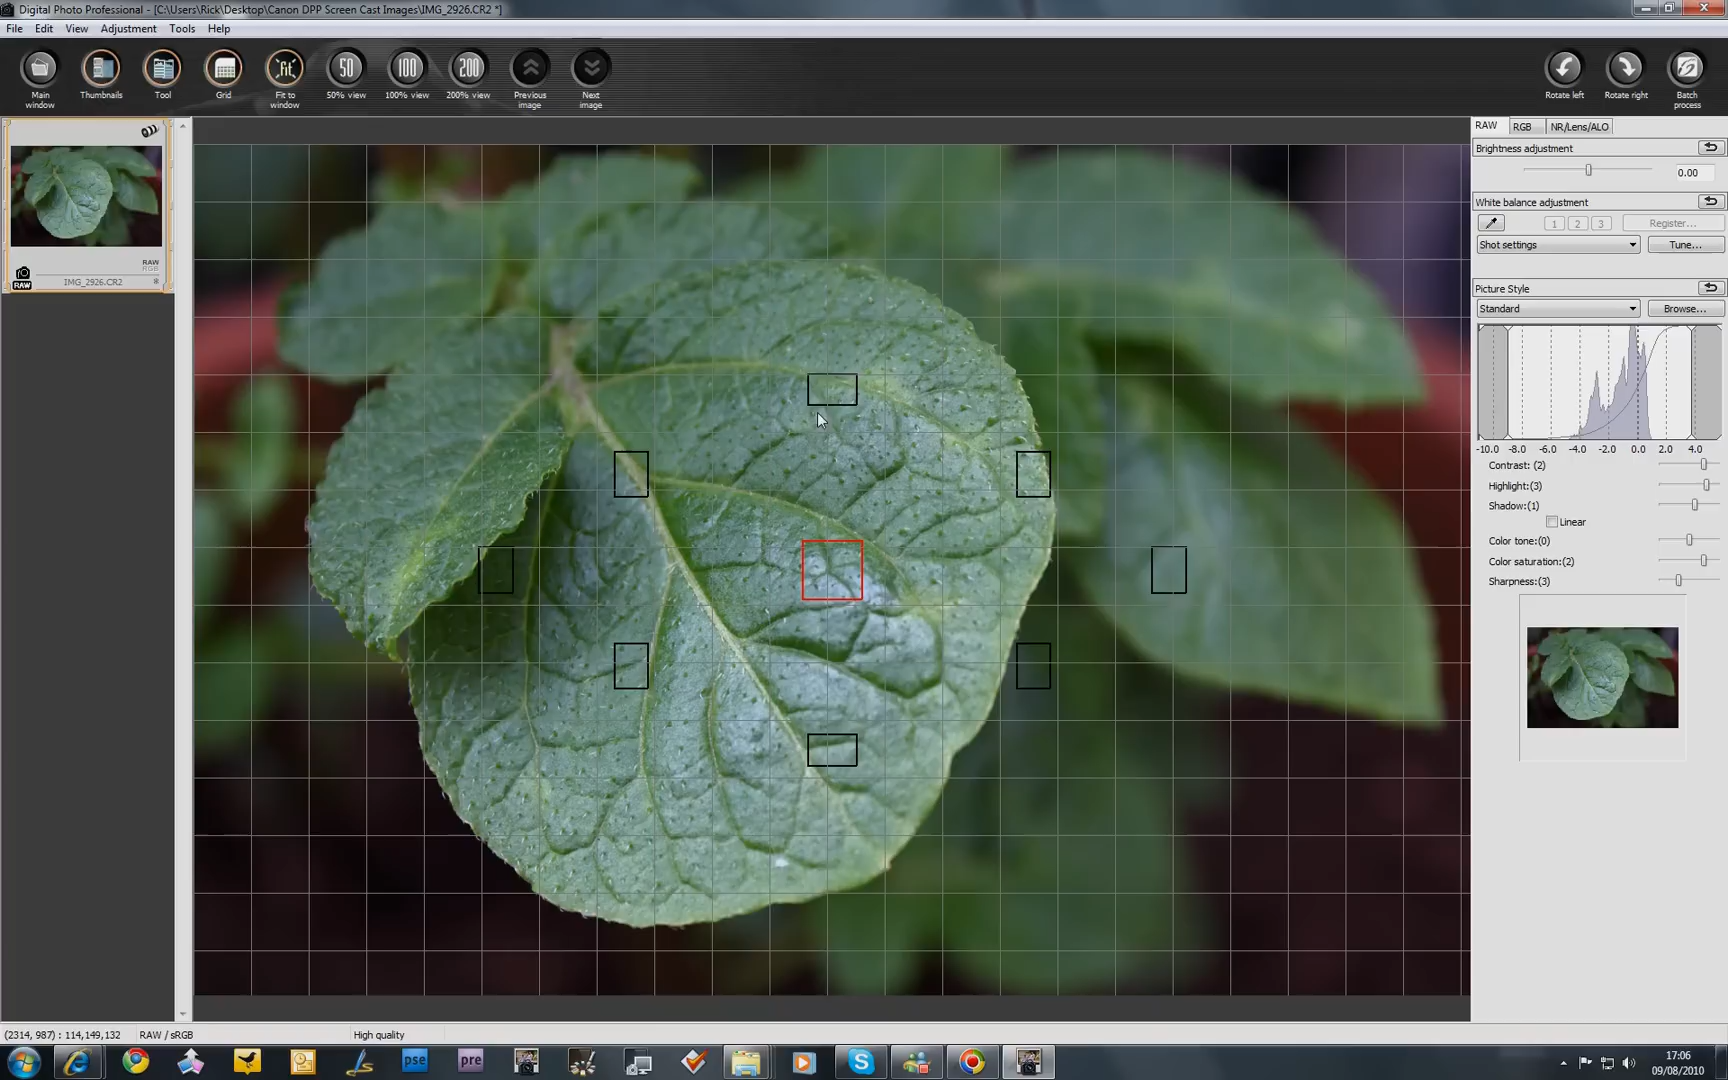 Digital Photo Professional - [C:\Users\Rick\Desktop\Canon DPP Screen Cast Images\IMG_2926.CR2 *]
File Edit View Adjustment Tools Help
Main window
Thumbnails
Tool
Grid
fit
Fit to window
50
50% view
100
100% view
200
200% view
Previous image
Next image
Rotate left
Rotate right
Batch process
RAW
RGB
RAW
IMG_2926.CR2
RAW RGB NR/Lens/ALO
Brightness adjustment
0.00
White balance adjustment
1 2 3 Register...
Shot settings Tune...
Picture Style
Standard Browse...
-10.0 -8.0 -6.0 -4.0 -2.0 0.0 2.0 4.0
Contrast: (2)
Highlight:(3)
Shadow:(1)
Linear
Color tone:(0)
Color saturation:(2)
Sharpness:(3)
(2314, 987) : 114,149,132 RAW / sRGB High quality
pse pre
17:06
09/08/2010